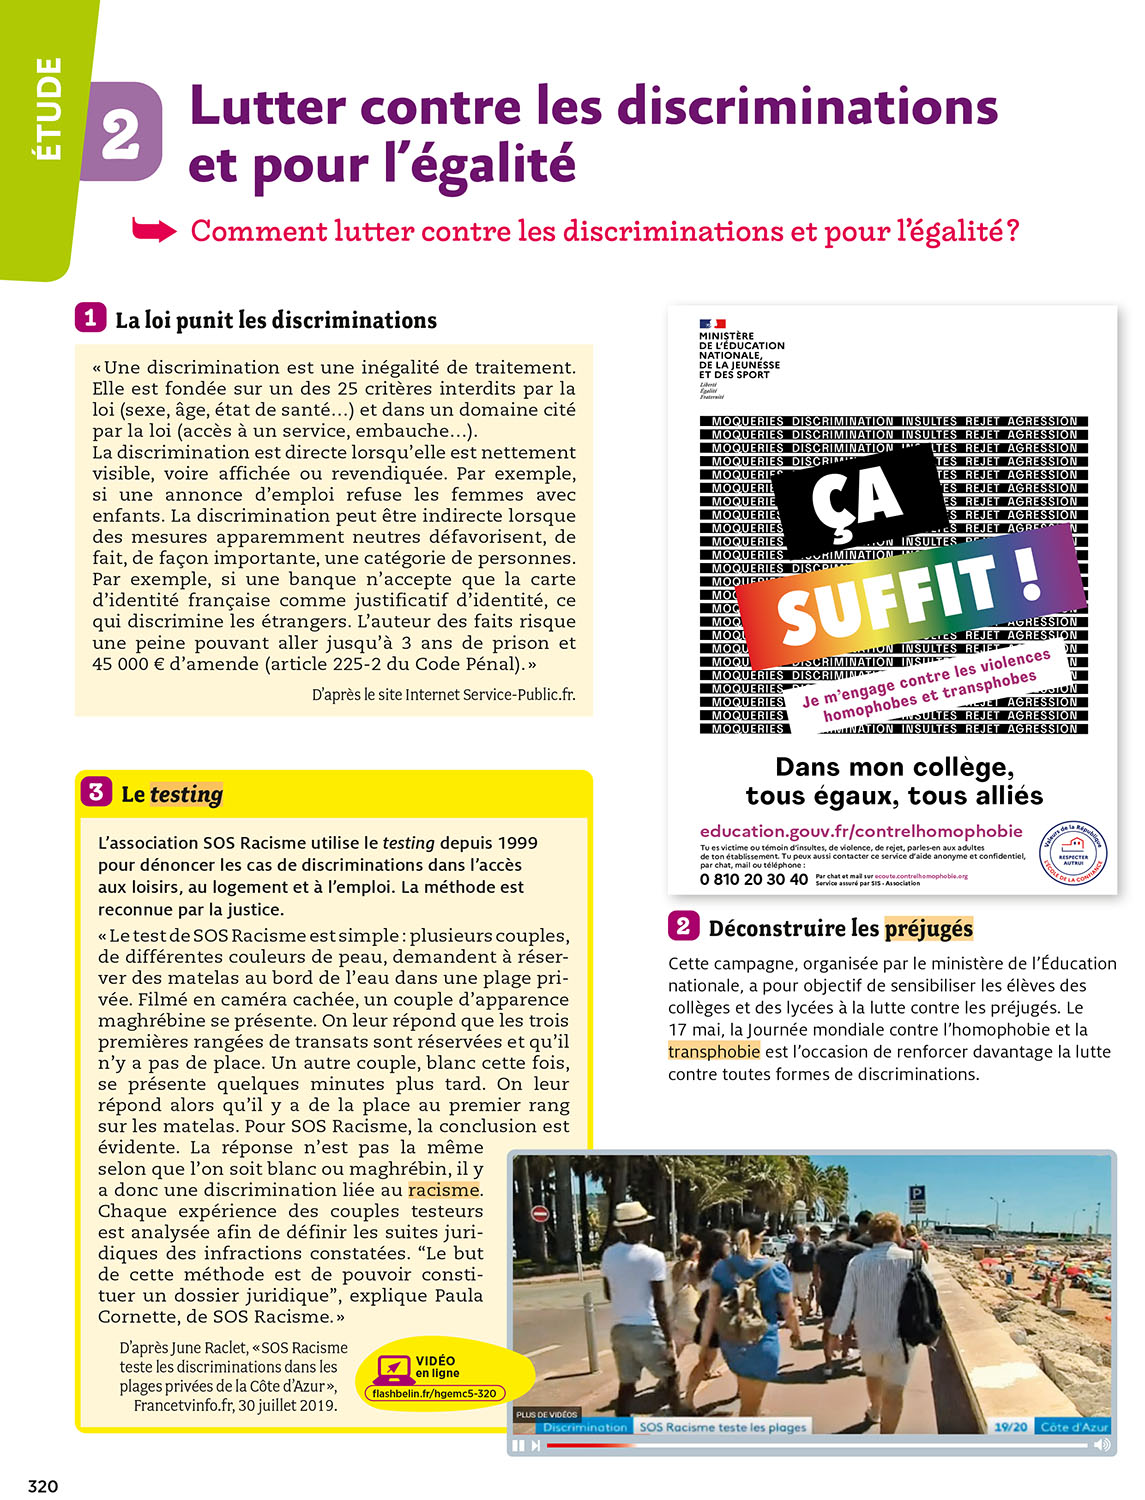 ÉTUDE
2
Lutter contre les discriminations
et pour l'égalité
Comment lutter contre les discriminations et pour l'égalité ?
1 La loi punit les discriminations
« Une discrimination est une inégalité de traitement.
Elle est fondée sur un des 25 critères interdits par la
loi (sexe, âge, état de santé…) et dans un domaine cité
par la loi (accès à un service, embauche…).
La discrimination est directe lorsqu'elle est nettement
visible, voire affichée ou revendiquée. Par exemple,
si une annonce d'emploi refuse les femmes avec
enfants. La discrimination peut être indirecte lorsque
des mesures apparemment neutres défavorisent, de
fait, de façon importante, une catégorie de personnes.
Par exemple, si une banque n'accepte que la carte
d'identité française comme justificatif d'identité, ce
qui discrimine les étrangers. L'auteur des faits risque
une peine pouvant aller jusqu'à 3 ans de prison et
45 000 € d'amende (article 225-2 du Code Pénal). »
D'après le site Internet Service-Public.fr.
MINISTÈRE
DE L'ÉDUCATION
NATIONALE,
DE LA JEUNESSE
ET DES SPORT
Liberté
Égalité
Fraternité
MOQUERIES DISCRIMINATION INSULTES REJET AGRESSION
MOQUERIES DISCRIMINATION INSULTES REJET AGRESSION
ÇA
SUFFIT !
Je m'engage contre les violences
homophobes et transphobes
Dans mon collège,
tous égaux, tous alliés
education.gouv.fr/contrelhomophobie
Tu es victime ou témoin d'insultes, de violence, de rejet, parles-en aux adultes
de ton établissement. Tu peux aussi contacter ce service d'aide anonyme et confidentiel,
par chat, mail ou téléphone :
0 810 20 30 40
Par chat et mail sur ecoute.contrelhomophobie.org
Service assuré par SIS - Association
Valeurs de la République
RESPECTER
AUTRUI
L'ÉCOLE DE LA CONFIANCE
2 Déconstruire les préjugés
Cette campagne, organisée par le ministère de l'Éducation
nationale, a pour objectif de sensibiliser les élèves des
collèges et des lycées à la lutte contre les préjugés. Le
17 mai, la Journée mondiale contre l'homophobie et la
transphobie est l'occasion de renforcer davantage la lutte
contre toutes formes de discriminations.
3 Le testing
L'association SOS Racisme utilise le testing depuis 1999
pour dénoncer les cas de discriminations dans l'accès
aux loisirs, au logement et à l'emploi. La méthode est
reconnue par la justice.
« Le test de SOS Racisme est simple : plusieurs couples,
de différentes couleurs de peau, demandent à réser-
ver des matelas au bord de l'eau dans une plage pri-
vée. Filmé en caméra cachée, un couple d'apparence
maghrébine se présente. On leur répond que les trois
premières rangées de transats sont réservées et qu'il
n'y a pas de place. Un autre couple, blanc cette fois,
se présente quelques minutes plus tard. On leur
répond alors qu'il y a de la place au premier rang
sur les matelas. Pour SOS Racisme, la conclusion est
évidente. La réponse n'est pas la même
selon que l'on soit blanc ou maghrébin, il y
a donc une discrimination liée au racisme.
Chaque expérience des couples testeurs
est analysée afin de définir les suites juri-
diques des infractions constatées. “Le but
de cette méthode est de pouvoir consti-
tuer un dossier juridique”, explique Paula
Cornette, de SOS Racisme. »
D'après June Raclet, « SOS Racisme
teste les discriminations dans les
plages privées de la Côte d'Azur »,
Francetvinfo.fr, 30 juillet 2019.
VIDÉO
en ligne
flashbelin.fr/hgemc5-320
P
PLUS DE VIDÉOS
Discrimination SOS Racisme teste les plages 19/20 Côte d'Azur
320